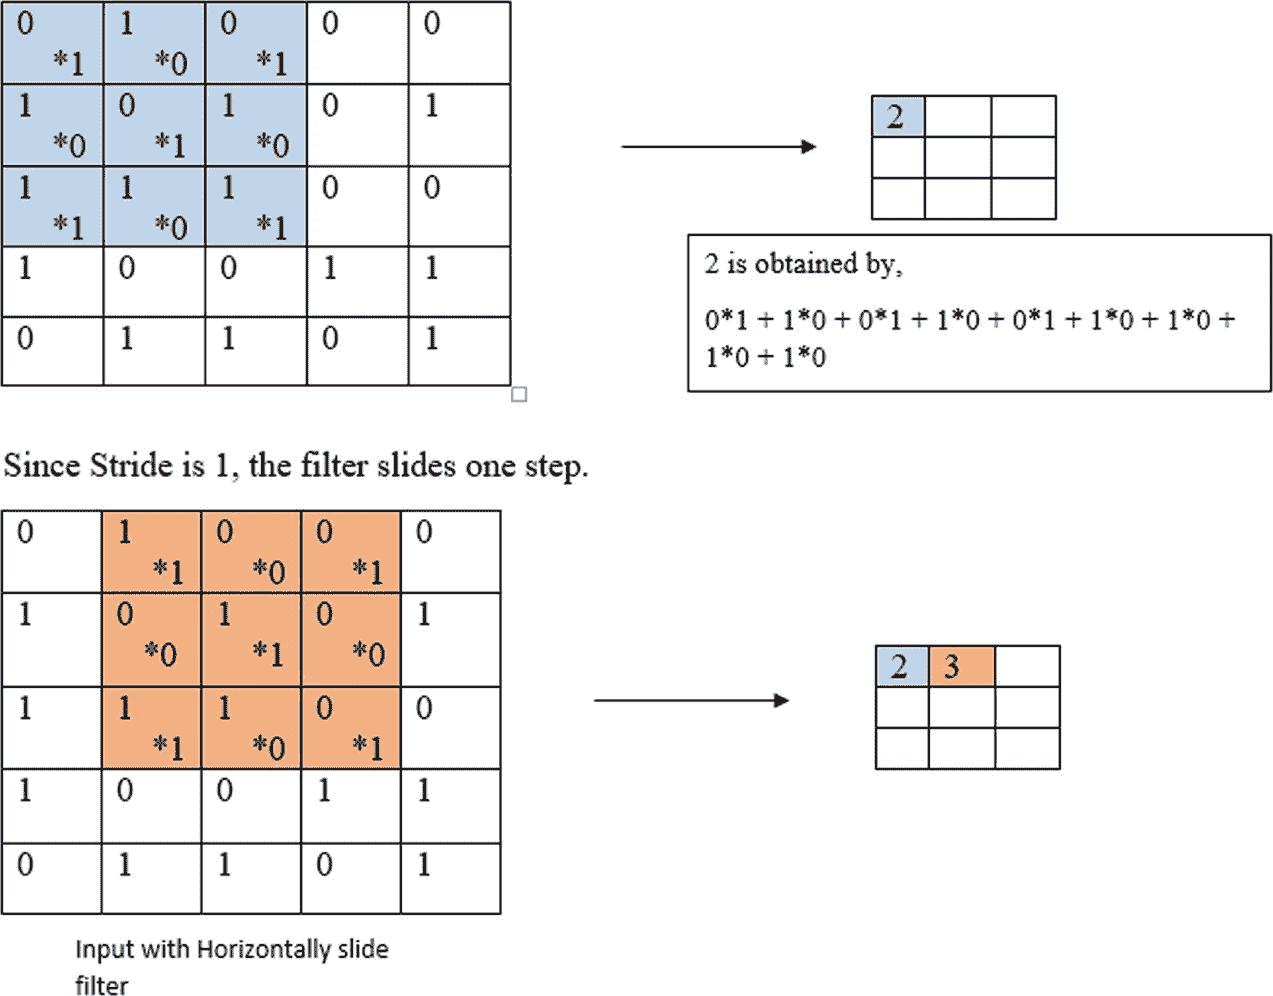 0 1 0 0 0
*1 *0 *1
1 0 1 0 1
*0 *1 *0
1 1 1 0 0
*1 *0 *1
1 0 0 1 1
0 1 1 0 1
2
2 is obtained by,
0*1 + 1*0 + 0*1 + 1*0 + 0*1 + 1*0 + 1*0 +
1*0 + 1*0
Since Stride is 1, the filter slides one step.
0 1 0 0 0
*1 *0 *1
1 0 1 0 1
*0 *1 *0
1 1 1 0 0
*1 *0 *1
1 0 0 1 1
0 1 1 0 1
2 3
Input with Horizontally slide
filter